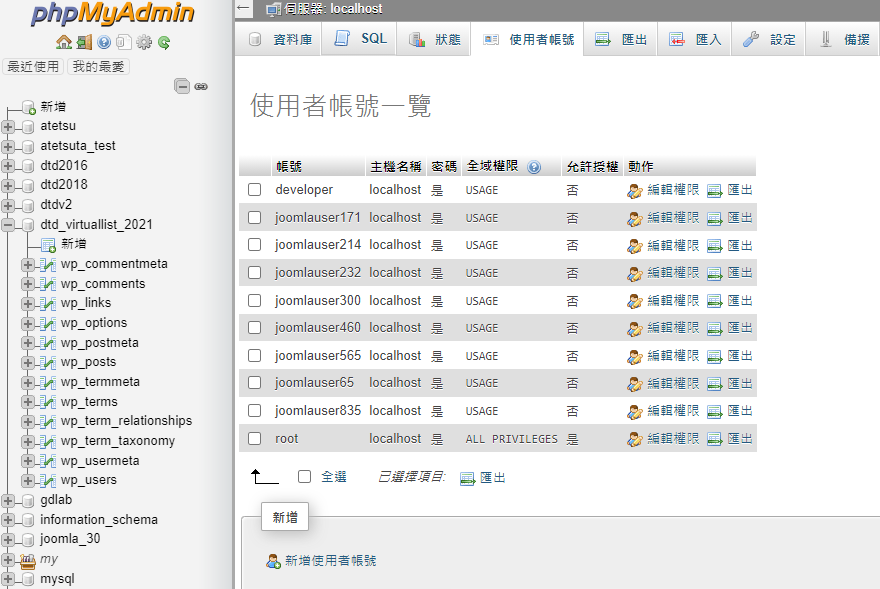 phpMyAdmin
最近使用 我的最愛
新增
atetsu
atetsuta_test
dtd2016
dtd2018
dtdv2
dtd_virtuallist_2021
新增
wp_commentmeta
wp_comments
wp_links
wp_options
wp_postmeta
wp_posts
wp_termmeta
wp_terms
wp_term_relationships
wp_term_taxonomy
wp_usermeta
wp_users
gdlab
information_schema
joomla_30
my
mysql
伺服器: localhost
資料庫 SQL 狀態 使用者帳號 匯出 匯入 設定 備援
使用者帳號一覽
帳號 主機名稱 密碼 全域權限 允許授權 動作
developer localhost 是 USAGE 否 編輯權限 匯出
joomlauser171 localhost 是 USAGE 否 編輯權限 匯出
joomlauser214 localhost 是 USAGE 否 編輯權限 匯出
joomlauser232 localhost 是 USAGE 否 編輯權限 匯出
joomlauser300 localhost 是 USAGE 否 編輯權限 匯出
joomlauser460 localhost 是 USAGE 否 編輯權限 匯出
joomlauser565 localhost 是 USAGE 否 編輯權限 匯出
joomlauser65 localhost 是 USAGE 否 編輯權限 匯出
joomlauser835 localhost 是 USAGE 否 編輯權限 匯出
root localhost 是 ALL PRIVILEGES 是 編輯權限 匯出
全選 已選擇項目: 匯出
新增
新增使用者帳號